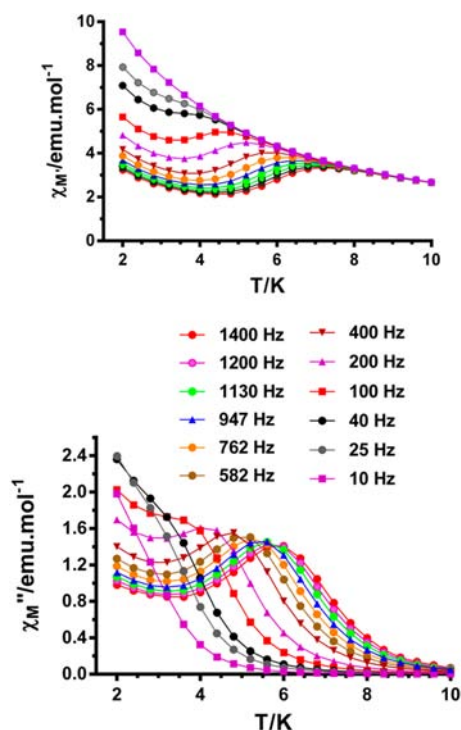 χM'/emu.mol-1
10
8
6
4
2
0
2 4 6 8 10
T/K
1400 Hz 400 Hz
1200 Hz 200 Hz
1130 Hz 100 Hz
947 Hz 40 Hz
762 Hz 25 Hz
582 Hz 10 Hz
χM''/emu.mol-1
2.4
2.0
1.6
1.2
0.8
0.4
0.0
2 4 6 8 10
T/K